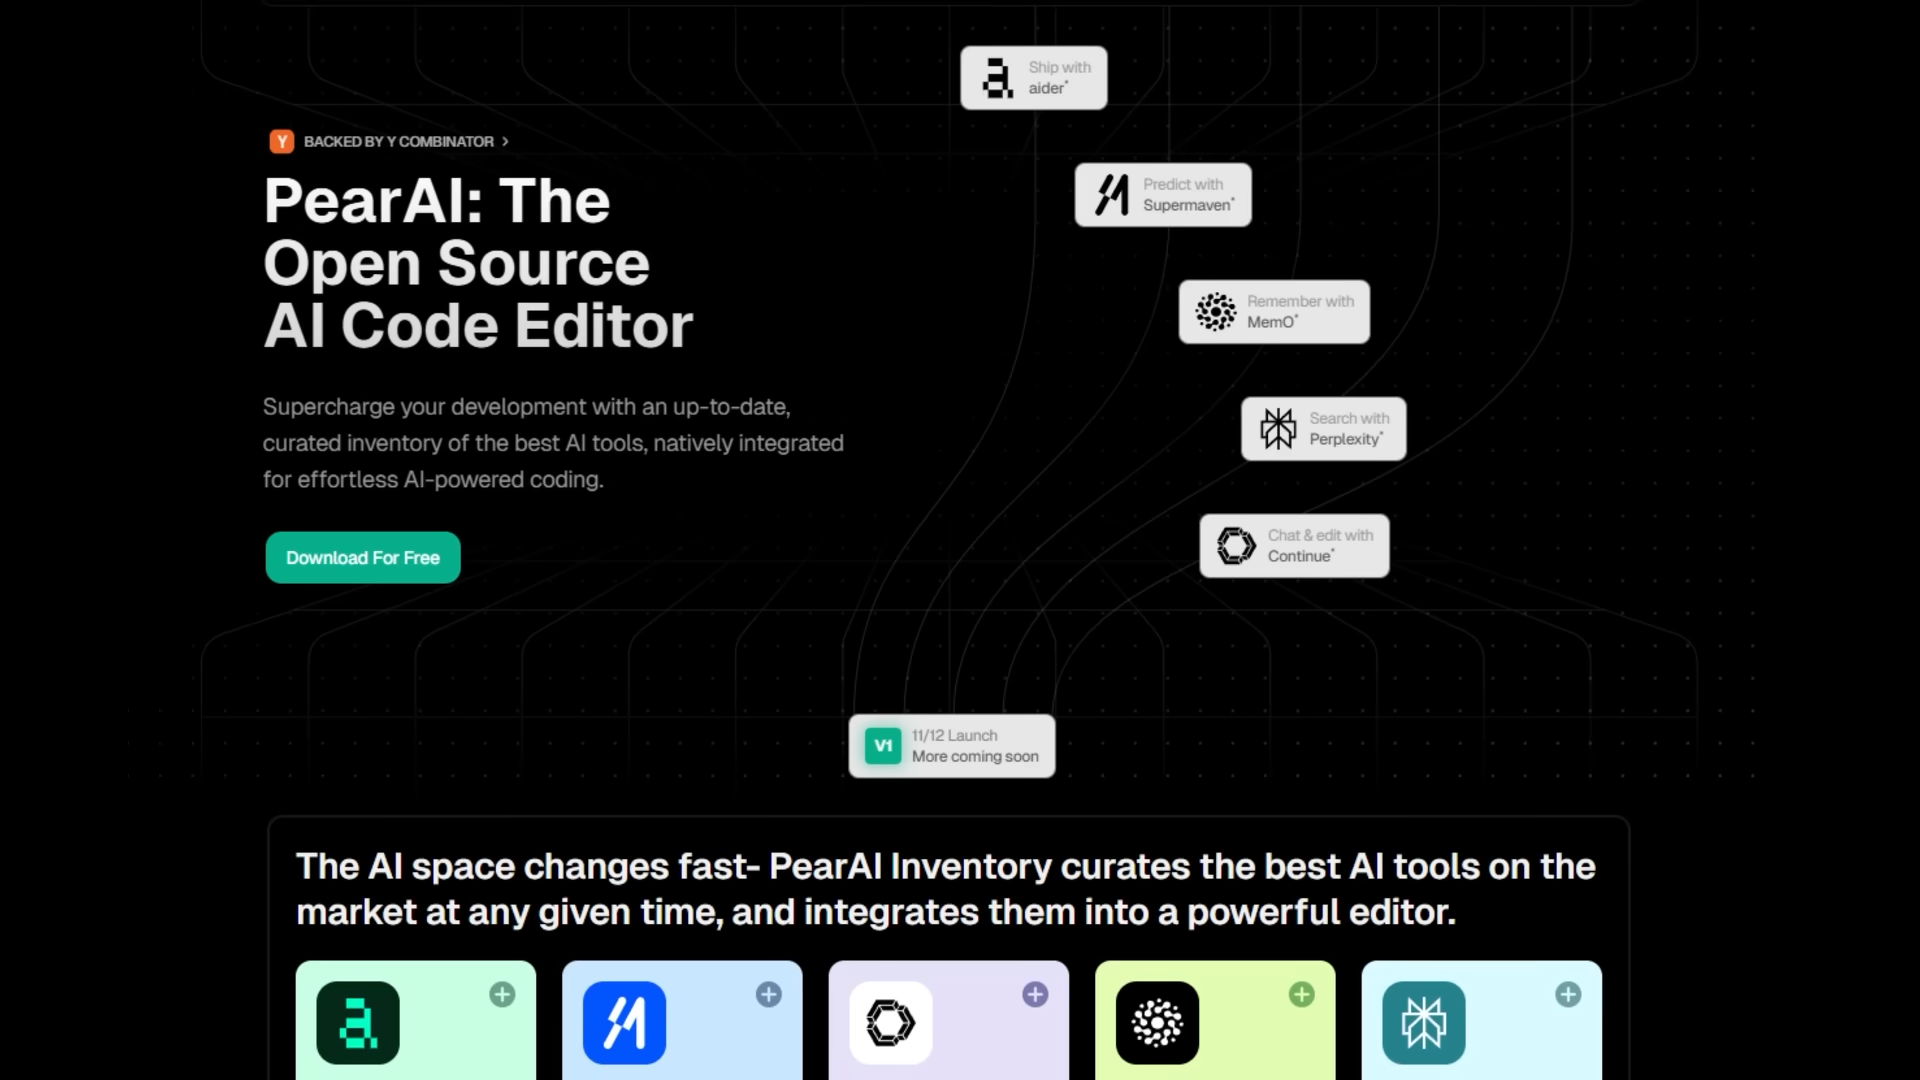 Ship with
aider*
Y BACKED BY Y COMBINATOR >
PearAI: The
Open Source
AI Code Editor
Predict with
Supermaven*
Remember with
MemO*
Supercharge your development with an up-to-date,
curated inventory of the best AI tools, natively integrated
for effortless AI-powered coding.
Search with
Perplexity*
Download For Free
Chat & edit with
Continue*
V1
11/12 Launch
More coming soon
The AI space changes fast- PearAI Inventory curates the best AI tools on the
market at any given time, and integrates them into a powerful editor.